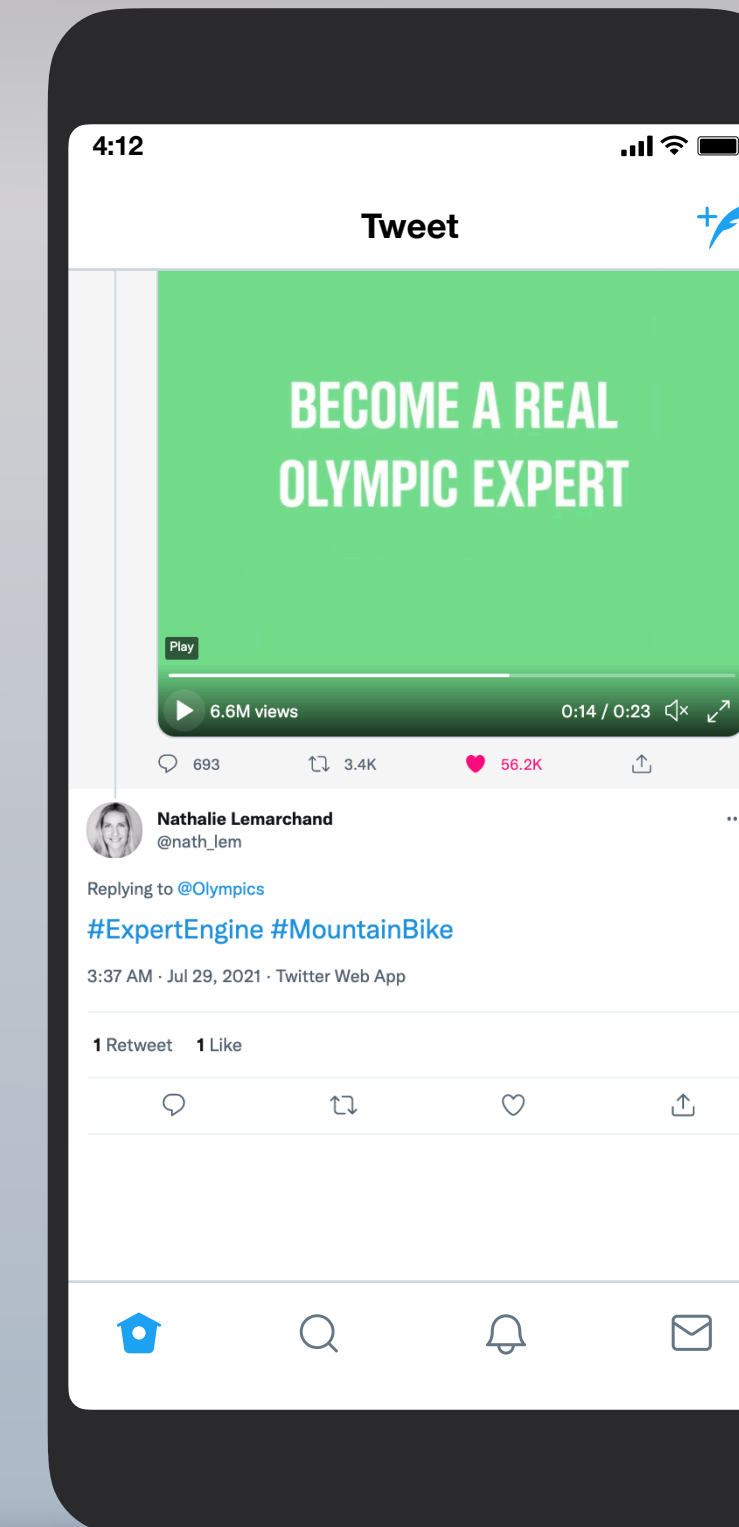 4:12
Tweet
BECOME A REAL
OLYMPIC EXPERT
Play
6.6M views
0:14 / 0:23
693
3.4K
56.2K
Nathalie Lemarchand
@nath_lem
Replying to @Olympics
#ExpertEngine #MountainBike
3:37 AM · Jul 29, 2021 · Twitter Web App
1 Retweet 1 Like